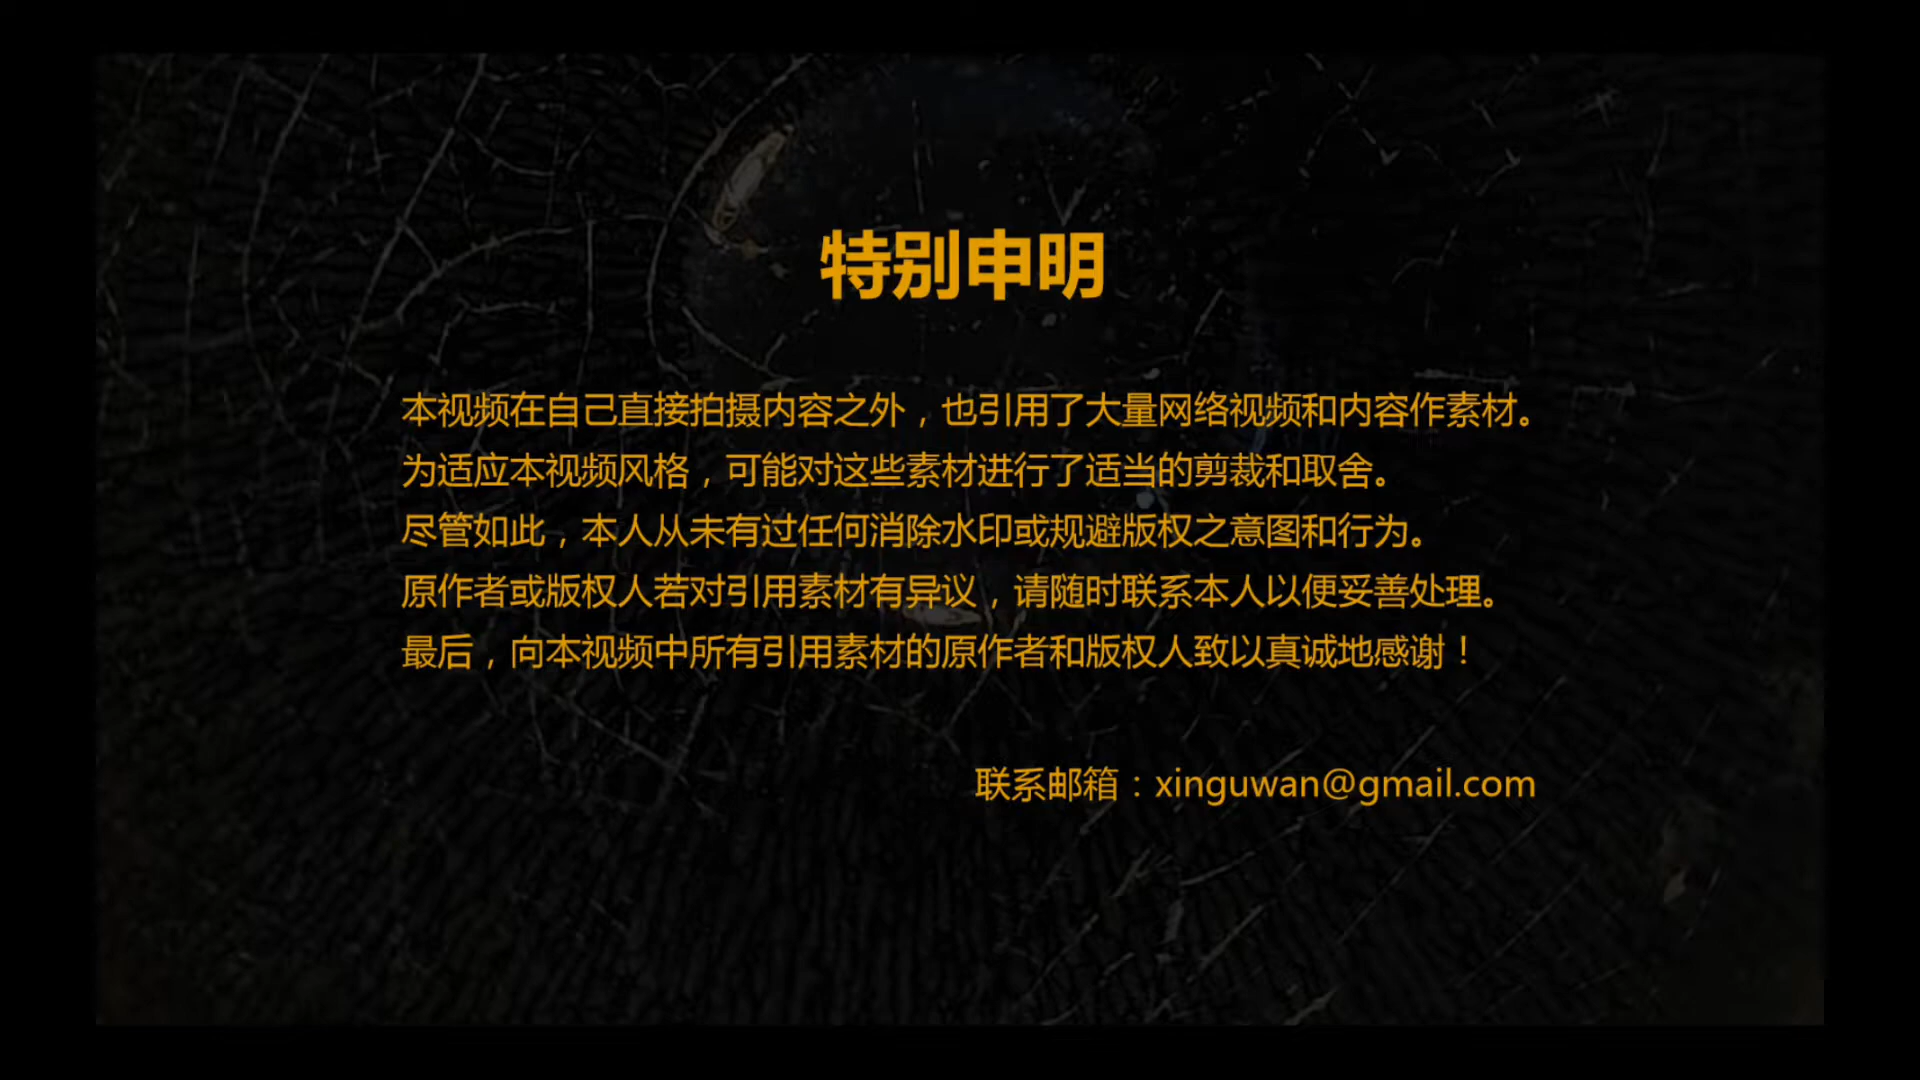 特别申明
本视频在自己直接拍摄内容之外，也引用了大量网络视频和内容作素材。
为适应本视频风格，可能对这些素材进行了适当的剪裁和取舍。
尽管如此，本人从未有过任何消除水印或规避版权之意图和行为。
原作者或版权人若对引用素材有异议，请随时联系本人以便妥善处理。
最后，向本视频中所有引用素材的原作者和版权人致以真诚地感谢！
联系邮箱：xinguwan@gmail.com